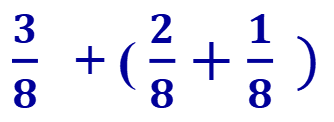 3/8 + ( 2/8 + 1/8 )